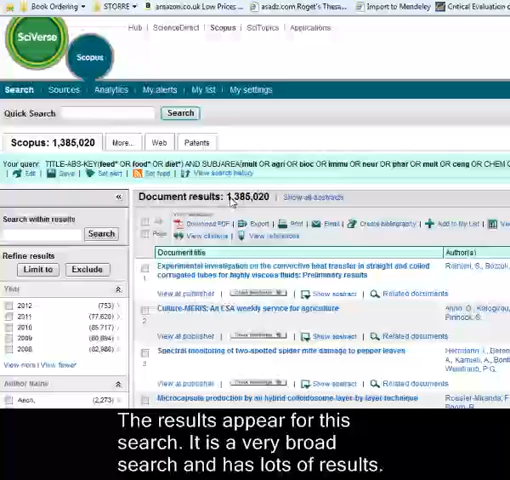 Book Ordering
STORRE
amazon.co.uk Low Prices ...
asadz.com Roget's Thesa...
Import to Mendeley
Critical Evaluation of
SciVerse
Scopus
Hub | ScienceDirect | Scopus | SciTopics | Applications
Search | Sources | Analytics | My alerts | My list | My settings
Quick Search
Search
Scopus: 1,385,020
More...
Web
Patents
Your query: TITLE-ABS-KEY(feed* OR food* OR diet*) AND SUBJAREA(mult OR agri OR bioc OR immu OR neur OR phar OR mult OR ceng OR CHEM O
Edit | Save | Set alert | Set feed | View search history
«
Document results: 1,385,020 | Show all abstracts
Search within results
Search
All
Page
Download PDF | Export | Print | Email | Create bibliography | Add to My List
View citations | View references
Document title
Author(s)
Refine results
Limit to
Exclude
1
Experimental investigation on the convective heat transfer in straight and coiled
corrugated tubes for highly viscous fluids: Preliminary results
View at publisher
Show abstract
Related documents
Year
2012 (753)
2011 (77,620)
2010 (85,717)
2009
2008 (82,986)
View more | View fewer
2
Culture-MERIS: An ESA weekly service for agriculture
View at publisher
Show abstract
Related documents
3
Spectral monitoring of two-spotted spider mite damage to pepper leaves
View at publisher
Show abstract
Related documents
Author Name
(2,273)
Microcapsule production by an hybrid colloidosome-layer-by-layer technique
The results appear for this
search. It is a very broad
search and has lots of results.